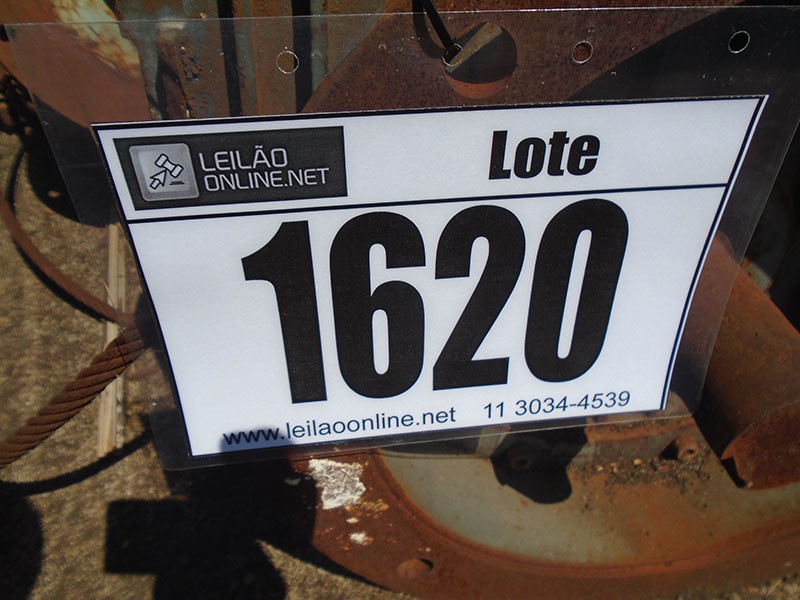 LEILÃO
ONLINE.NET
Lote
1620
www.leilaoonline.net 11 3034-4539